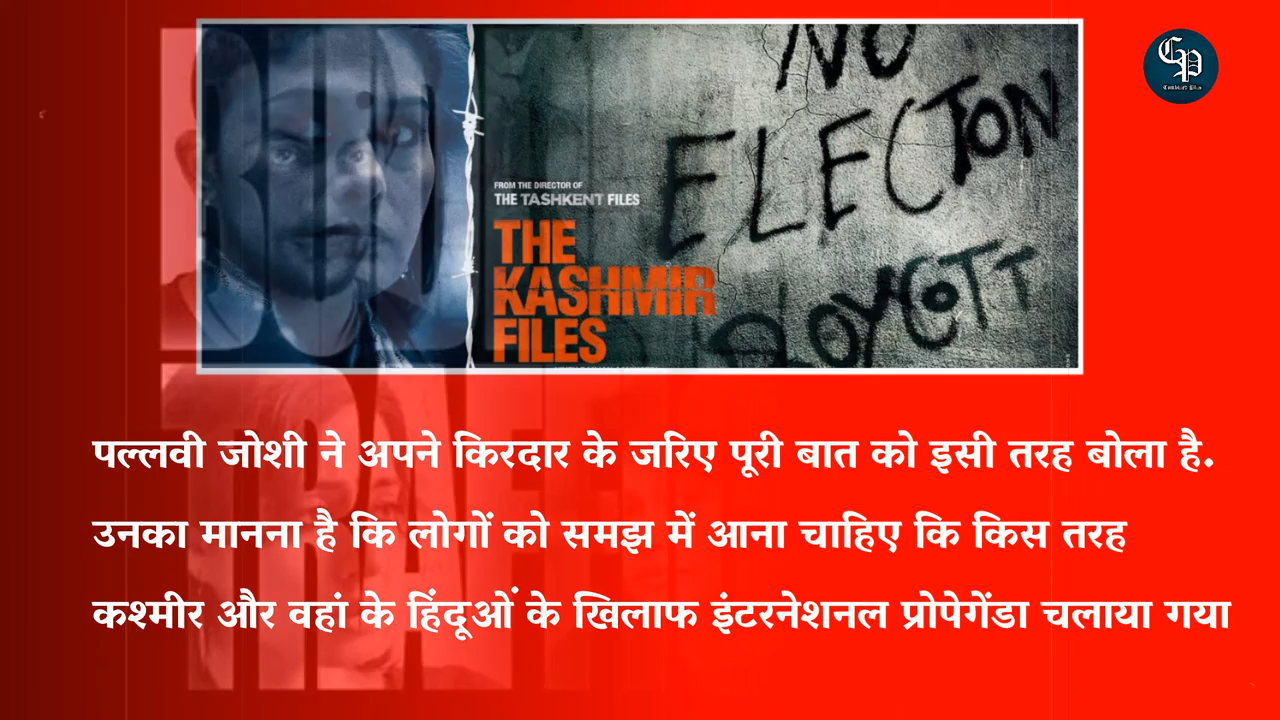 NO
ELECTON
BOYCOTT
FROM THE DIRECTOR OF
THE TASHKENT FILES
THE
KASHMIR
FILES
CP
पल्लवी जोशी ने अपने किरदार के जरिए पूरी बात को इसी तरह बोला है.
उनका मानना है कि लोगों को समझ में आना चाहिए कि किस तरह
कश्मीर और वहां के हिंदूओं के खिलाफ इंटरनेशनल प्रोपेगेंडा चलाया गया